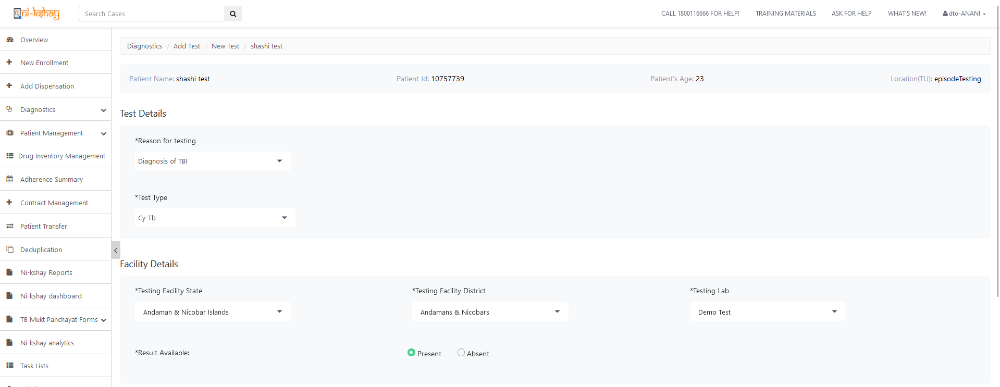 ni-kshay
Search Cases
CALL 1800116666 FOR HELP!
TRAINING MATERIALS
ASK FOR HELP
WHAT'S NEW!
dto-ANANI
Overview
New Enrollment
Add Dispensation
Diagnostics
Patient Management
Drug Inventory Management
Adherence Summary
Contract Management
Patient Transfer
Deduplication
Ni-kshay Reports
Ni-kshay dashboard
TB Mukt Panchayat Forms
Ni-kshay analytics
Task Lists
Diagnostics / Add Test / New Test / shashi test
Patient Name: shashi test
Patient Id: 10757739
Patient's Age: 23
Location(TU): episodeTesting
Test Details
*Reason for testing
Diagnosis of TBI
*Test Type
Cy-Tb
Facility Details
*Testing Facility State
Andaman & Nicobar Islands
*Testing Facility District
Andamans & Nicobars
*Testing Lab
Demo Test
*Result Available:
Present
Absent